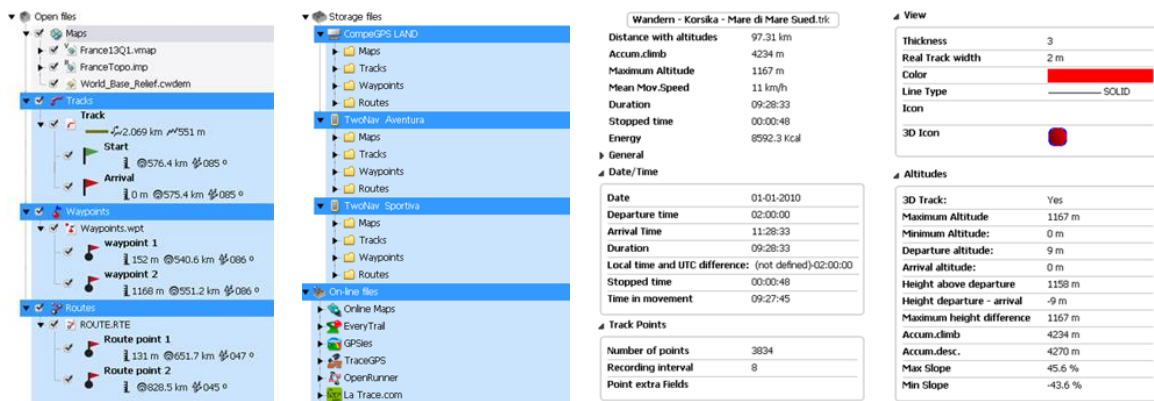 Open files
Maps
France13Q1.vmap
FranceTopo.imp
World_Base_Relief.cwdem
Tracks
Track
2.069 km 551 m
Start
576.4 km 085 º
Arrival
0 m 575.4 km 085 º
Waypoints
Waypoints.wpt
waypoint 1
152 m 540.6 km 086 º
waypoint 2
1168 m 551.2 km 086 º
Routes
ROUTE.RTE
Route point 1
131 m 651.7 km 047 º
Route point 2
828.5 km 045 º
Storage files
CompeGPS LAND
Maps
Tracks
Waypoints
Routes
TwoNav Aventura
Maps
Tracks
Waypoints
Routes
TwoNav Sportiva
Maps
Tracks
Waypoints
Routes
On-line files
Online Maps
EveryTrail
GPSies
TraceGPS
OpenRunner
La Trace.com
Wandern - Korsika - Mare di Mare Sued.trk
Distance with altitudes 97.31 km
Accum.climb 4234 m
Maximum Altitude 1167 m
Mean Mov.Speed 11 km/h
Duration 09:28:33
Stopped time 00:00:48
Energy 8592.3 Kcal
General
Date/Time
Date 01-01-2010
Departure time 02:00:00
Arrival Time 11:28:33
Duration 09:28:33
Local time and UTC difference: (not defined)-02:00:00
Stopped time 00:00:48
Time in movement 09:27:45
Track Points
Number of points 3834
Recording interval 8
Point extra Fields
View
Thickness 3
Real Track width 2 m
Color
Line Type SOLID
Icon
3D Icon
Altitudes
3D Track: Yes
Maximum Altitude 1167 m
Minimum Altitude: 0 m
Departure altitude: 9 m
Arrival altitude: 0 m
Height above departure 1158 m
Height departure - arrival -9 m
Maximum height difference 1167 m
Accum.climb 4234 m
Accum.desc. 4270 m
Max Slope 45.6 %
Min Slope -43.6 %